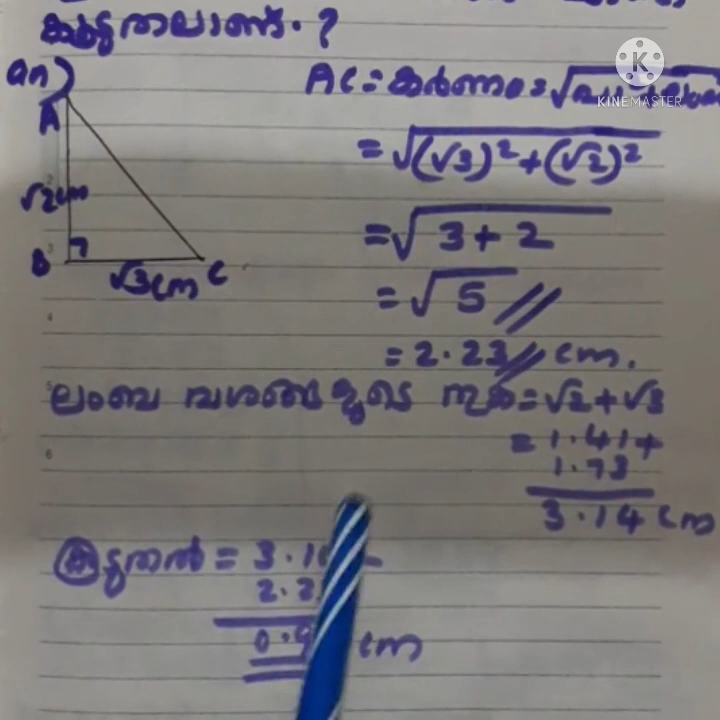 കൂടുതലാണ്. ?
an)
A
√2cm
B
√3cm C
AC = കർണം =
KINEMASTER
= √(√3)² + (√2)²
= √3 + 2
= √5 //
= 2.23// cm.
ലംബ വശങ്ങളുടെ തുക = √2 + √3
= 1.41 +
1.73
3.14 cm
കൂടുതൽ = 3.1
2.2
0.9 cm